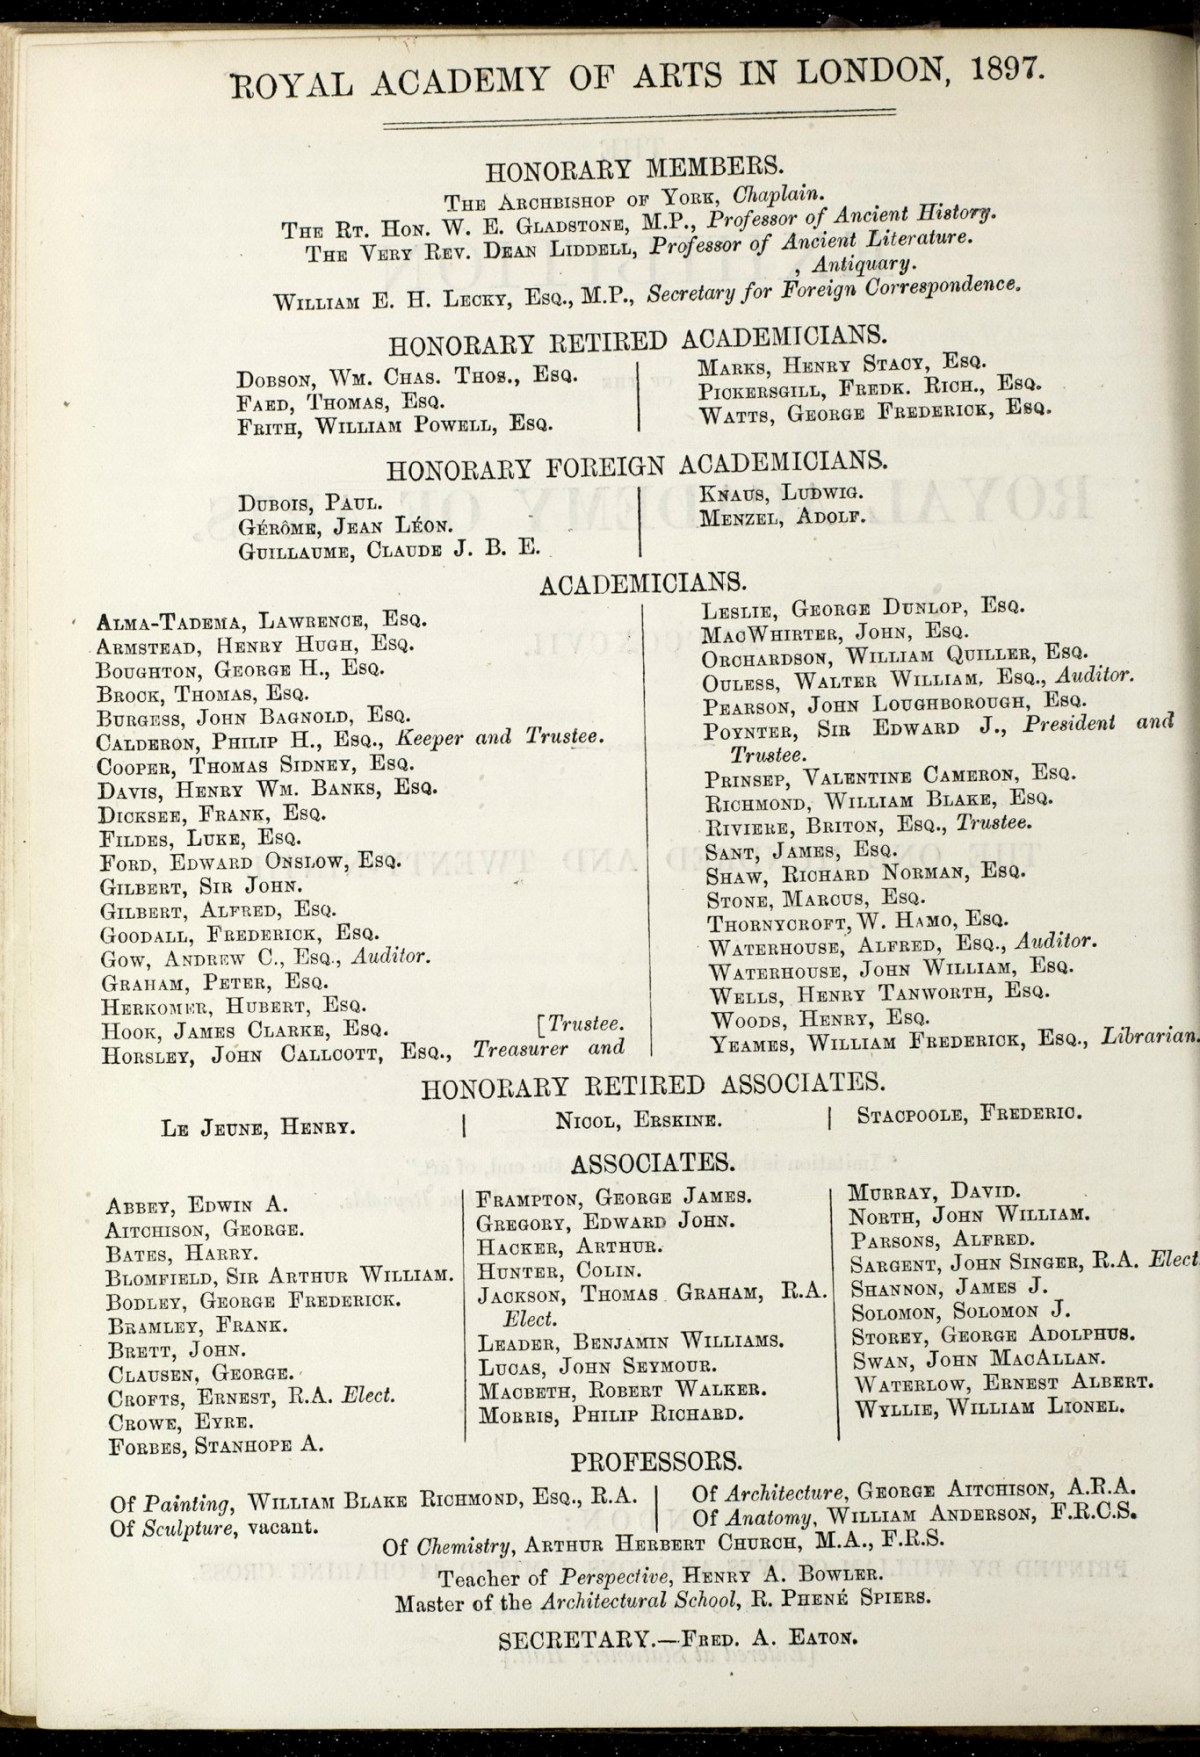 ROYAL ACADEMY OF ARTS IN LONDON, 1897.
HONORARY MEMBERS.
THE ARCHBISHOP OF YORK, Chaplain.
THE RT. HON. W. E. GLADSTONE, M.P., Professor of Ancient History.
THE VERY REV. DEAN LIDDELL, Professor of Ancient Literature.
, Antiquary.
WILLIAM E. H. LECKY, ESQ., M.P., Secretary for Foreign Correspondence.
HONORARY RETIRED ACADEMICIANS.
DOBSON, WM. CHAS. THOS., ESQ.
FAED, THOMAS, ESQ.
FRITH, WILLIAM POWELL, ESQ.
MARKS, HENRY STACY, ESQ.
PICKERSGILL, FREDK. RICH., ESQ.
WATTS, GEORGE FREDERICK, ESQ.
HONORARY FOREIGN ACADEMICIANS.
DUBOIS, PAUL.
GÉRÔME, JEAN LÉON.
GUILLAUME, CLAUDE J. B. E.
KNAUS, LUDWIG.
MENZEL, ADOLF.
ACADEMICIANS.
ALMA-TADEMA, LAWRENCE, ESQ.
ARMSTEAD, HENRY HUGH, ESQ.
BOUGHTON, GEORGE H., ESQ.
BROCK, THOMAS, ESQ.
BURGESS, JOHN BAGNOLD, ESQ.
CALDERON, PHILIP H., ESQ., Keeper and Trustee.
COOPER, THOMAS SIDNEY, ESQ.
DAVIS, HENRY WM. BANKS, ESQ.
DICKSEE, FRANK, ESQ.
FILDES, LUKE, ESQ.
FORD, EDWARD ONSLOW, ESQ.
GILBERT, SIR JOHN.
GILBERT, ALFRED, ESQ.
GOODALL, FREDERICK, ESQ.
GOW, ANDREW C., ESQ., Auditor.
GRAHAM, PETER, ESQ.
HERKOMER, HUBERT, ESQ.
HOOK, JAMES CLARKE, ESQ. [Trustee.
HORSLEY, JOHN CALLCOTT, ESQ., Treasurer and
LESLIE, GEORGE DUNLOP, ESQ.
MACWHIRTER, JOHN, ESQ.
ORCHARDSON, WILLIAM QUILLER, ESQ.
OULESS, WALTER WILLIAM, ESQ., Auditor.
PEARSON, JOHN LOUGHBOROUGH, ESQ.
POYNTER, SIR EDWARD J., President and
Trustee.
PRINSEP, VALENTINE CAMERON, ESQ.
RICHMOND, WILLIAM BLAKE, ESQ.
RIVIERE, BRITON, ESQ., Trustee.
SANT, JAMES, ESQ.
SHAW, RICHARD NORMAN, ESQ.
STONE, MARCUS, ESQ.
THORNYCROFT, W. HAMO, ESQ.
WATERHOUSE, ALFRED, ESQ., Auditor.
WATERHOUSE, JOHN WILLIAM, ESQ.
WELLS, HENRY TANWORTH, ESQ.
WOODS, HENRY, ESQ.
YEAMES, WILLIAM FREDERICK, ESQ., Librarian.
HONORARY RETIRED ASSOCIATES.
LE JEUNE, HENRY.
NICOL, ERSKINE.
STACPOOLE, FREDERIC.
ASSOCIATES.
ABBEY, EDWIN A.
AITCHISON, GEORGE.
BATES, HARRY.
BLOMFIELD, SIR ARTHUR WILLIAM.
BODLEY, GEORGE FREDERICK.
BRAMLEY, FRANK.
BRETT, JOHN.
CLAUSEN, GEORGE.
CROFTS, ERNEST, R.A. Elect.
CROWE, EYRE.
FORBES, STANHOPE A.
FRAMPTON, GEORGE JAMES.
GREGORY, EDWARD JOHN.
HACKER, ARTHUR.
HUNTER, COLIN.
JACKSON, THOMAS GRAHAM, R.A.
Elect.
LEADER, BENJAMIN WILLIAMS.
LUCAS, JOHN SEYMOUR.
MACBETH, ROBERT WALKER.
MORRIS, PHILIP RICHARD.
MURRAY, DAVID.
NORTH, JOHN WILLIAM.
PARSONS, ALFRED.
SARGENT, JOHN SINGER, R.A. Elect
SHANNON, JAMES J.
SOLOMON, SOLOMON J.
STOREY, GEORGE ADOLPHUS.
SWAN, JOHN MACALLAN.
WATERLOW, ERNEST ALBERT.
WYLLIE, WILLIAM LIONEL.
PROFESSORS.
Of Painting, WILLIAM BLAKE RICHMOND, ESQ., R.A.
Of Sculpture, vacant.
Of Architecture, GEORGE AITCHISON, A.R.A.
Of Anatomy, WILLIAM ANDERSON, F.R.C.S.
Of Chemistry, ARTHUR HERBERT CHURCH, M.A., F.R.S.
Teacher of Perspective, HENRY A. BOWLER.
Master of the Architectural School, R. PHENÉ SPIERS.
SECRETARY.—FRED. A. EATON.